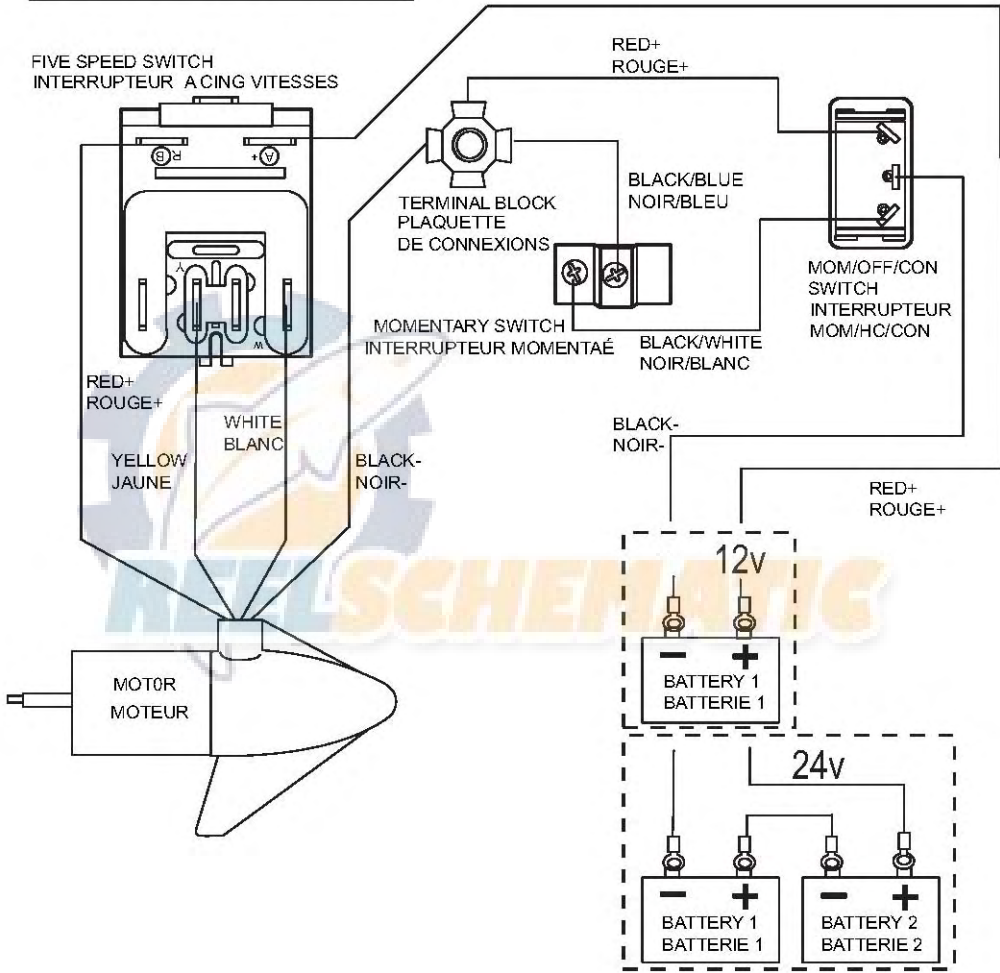 FIVE SPEED SWITCH
INTERRUPTEUR A CING VITESSES
R B
A +
Y
W
RED+
ROUGE+
TERMINAL BLOCK
PLAQUETTE
DE CONNEXIONS
BLACK/BLUE
NOIR/BLEU
MOM/OFF/CON
SWITCH
INTERRUPTEUR
MOM/HC/CON
MOMENTARY SWITCH
INTERRUPTEUR MOMENTAÉ
BLACK/WHITE
NOIR/BLANC
RED+
ROUGE+
WHITE
BLANC
YELLOW
JAUNE
BLACK-
NOIR-
BLACK-
NOIR-
RED+
ROUGE+
REELSCHEMATIC
MOT0R
MOTEUR
12v
BATTERY 1
BATTERIE 1
24v
BATTERY 1
BATTERIE 1
BATTERY 2
BATTERIE 2